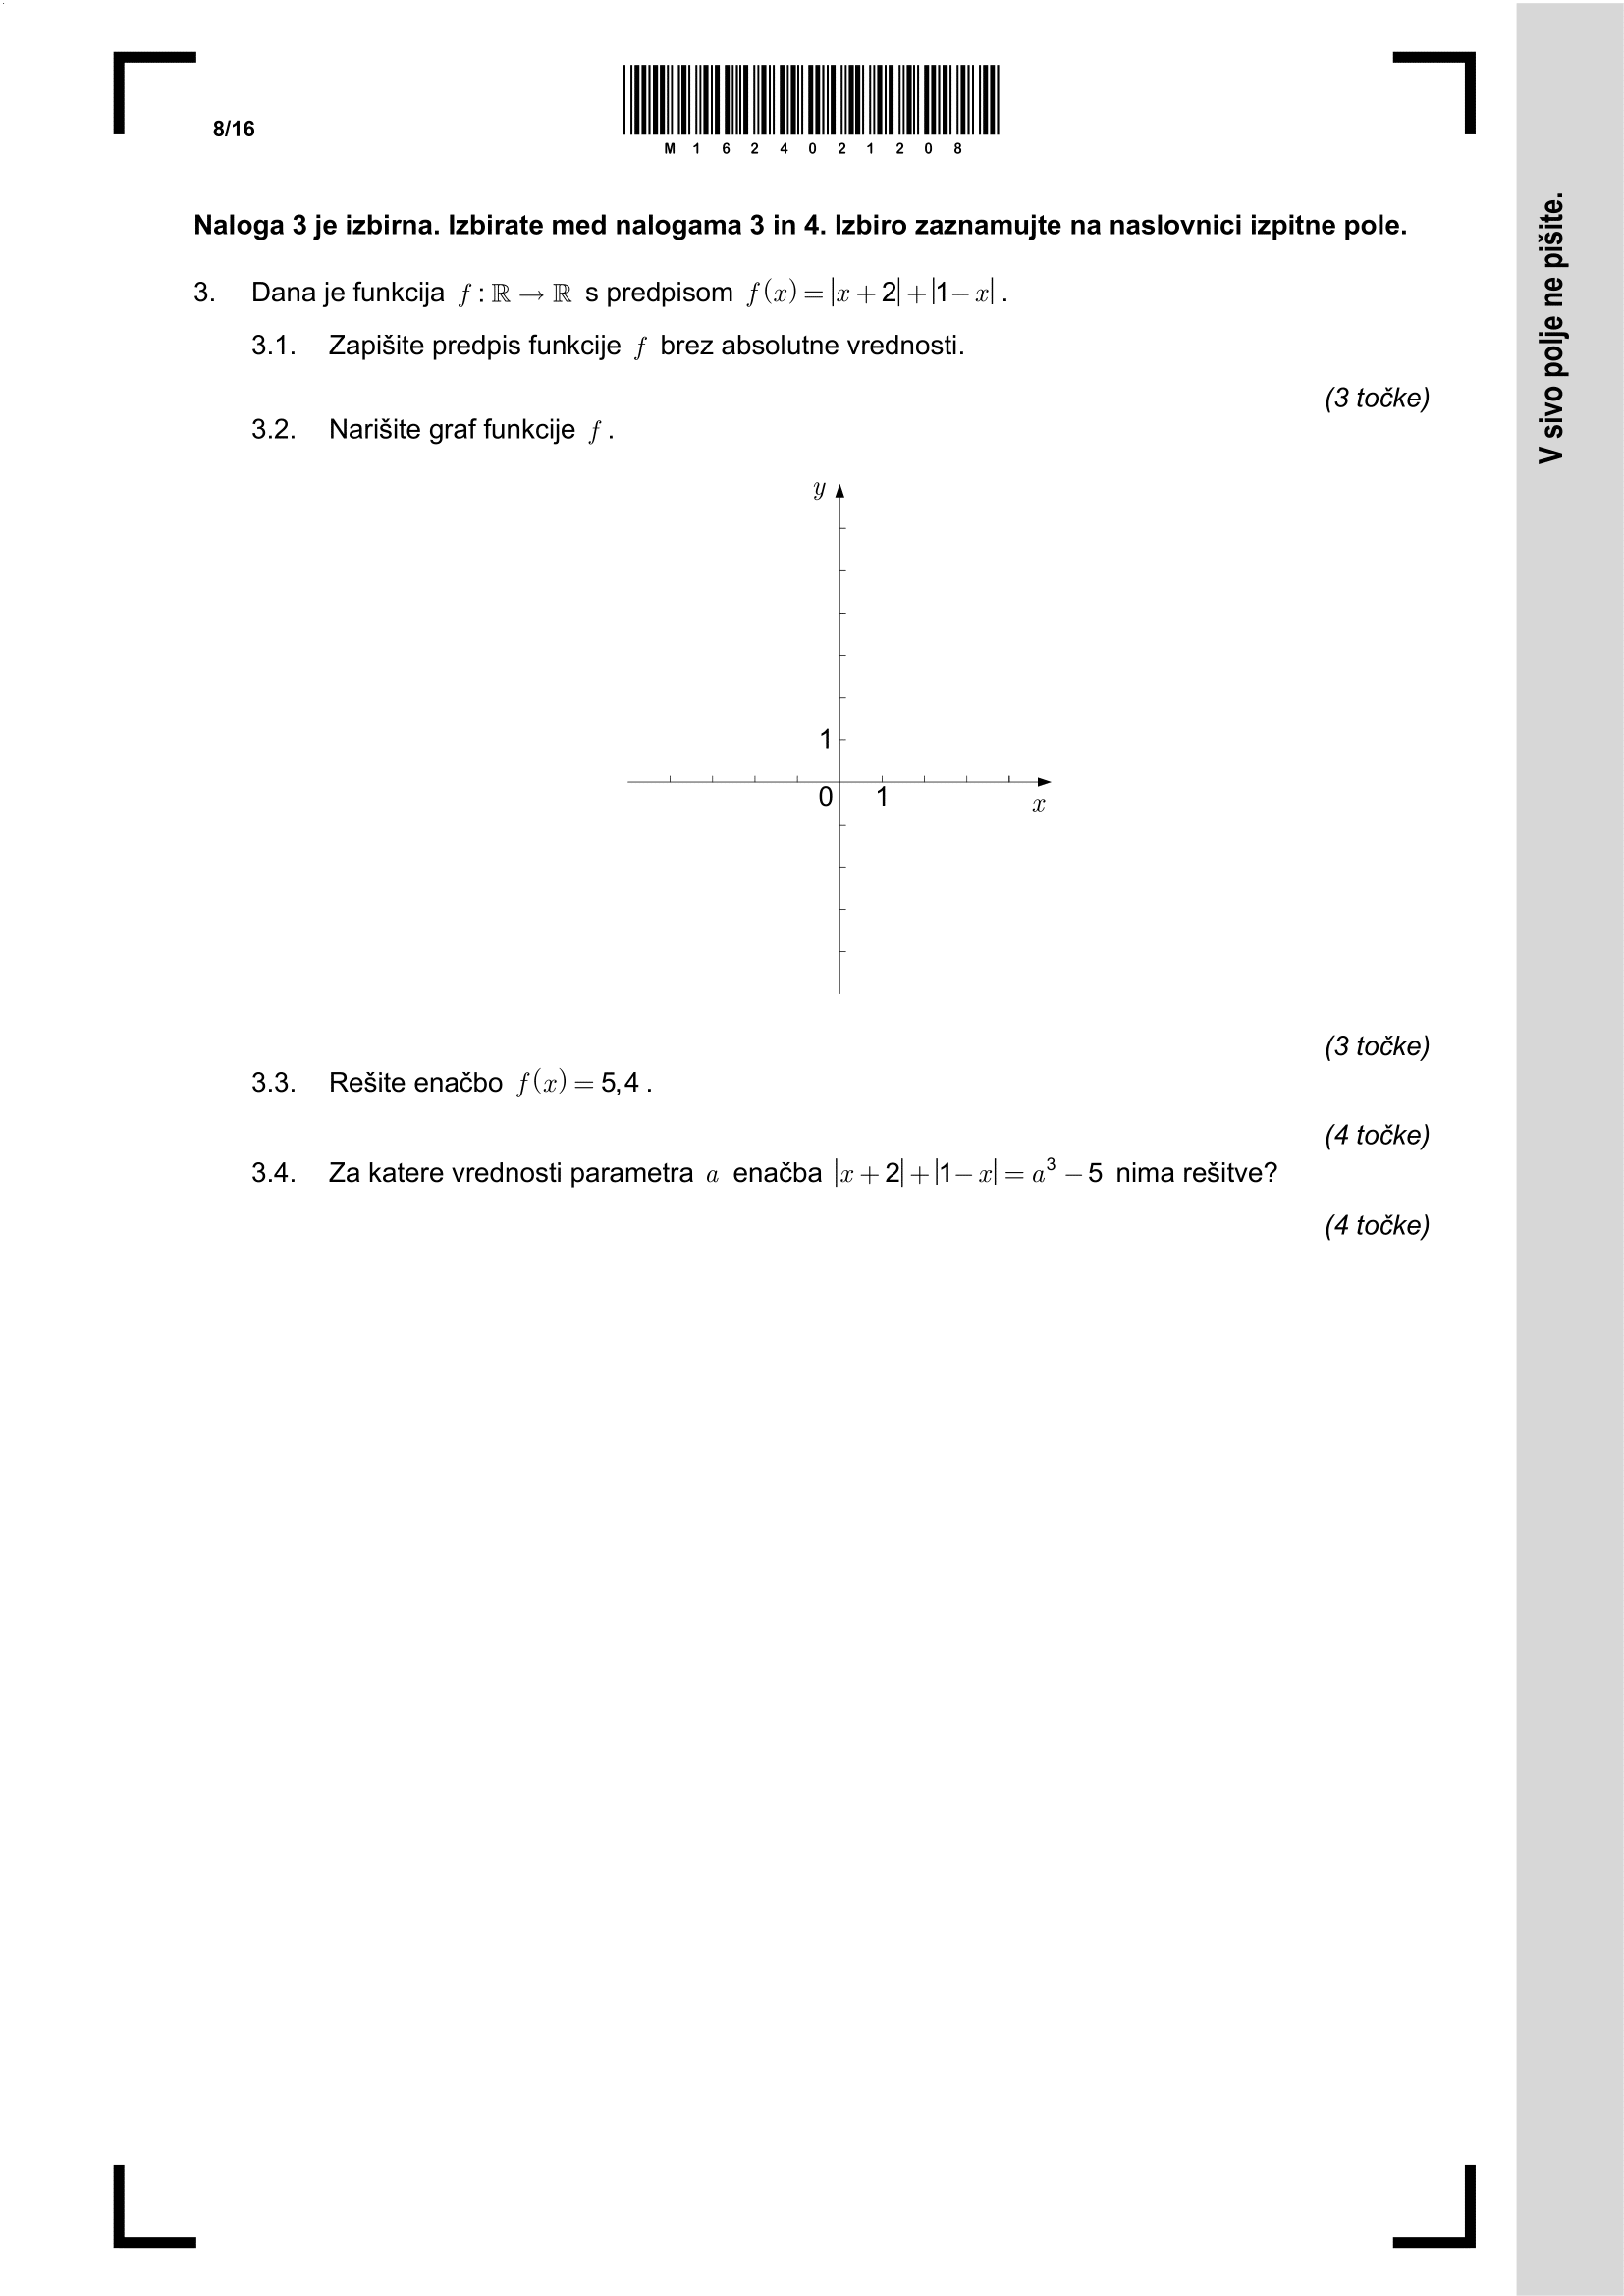 8/16
M 1 6 2 4 0 2 1 2 0 8
V sivo polje ne pišite.
Naloga 3 je izbirna. Izbirate med nalogama 3 in 4. Izbiro zaznamujte na naslovnici izpitne pole.
3. Dana je funkcija f : ℝ → ℝ s predpisom f(x) = |x + 2| + |1 − x| .
3.1. Zapišite predpis funkcije f brez absolutne vrednosti.
(3 točke)
3.2. Narišite graf funkcije f .
y
1
0 1
x
(3 točke)
3.3. Rešite enačbo f(x) = 5,4 .
(4 točke)
3.4. Za katere vrednosti parametra a enačba |x + 2| + |1 − x| = a³ − 5 nima rešitve?
(4 točke)